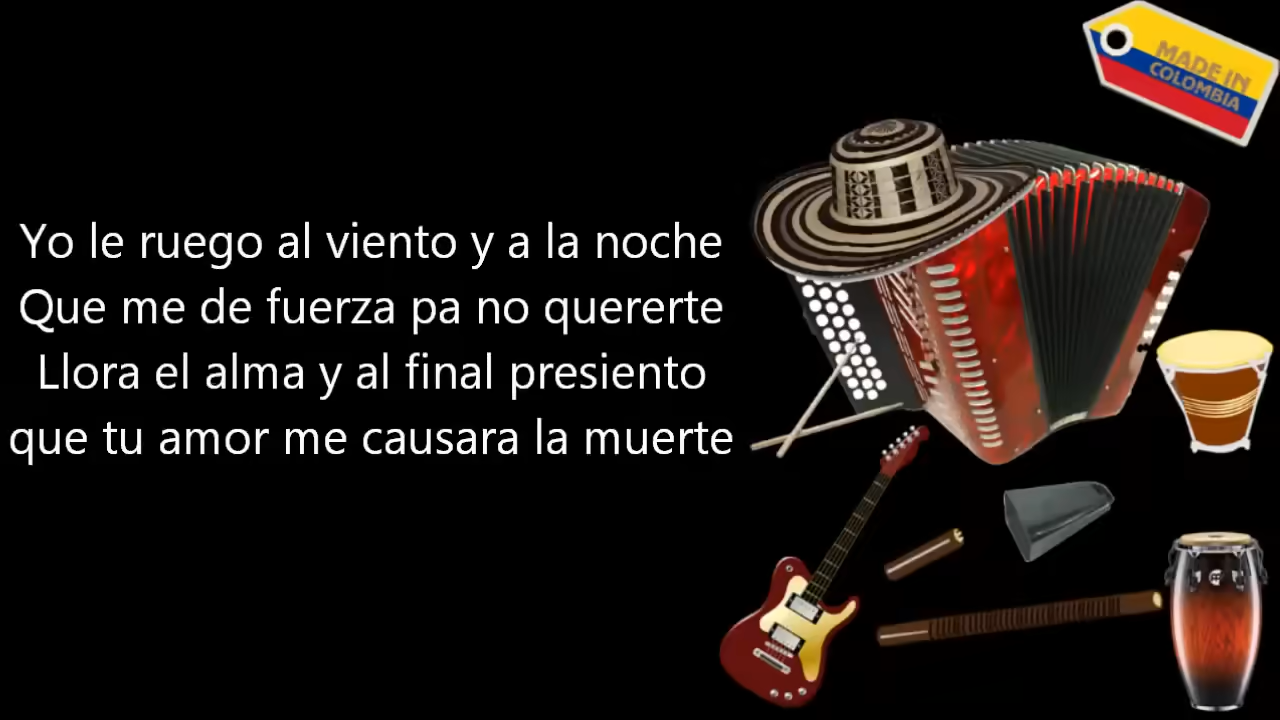 MADE IN
COLOMBIA
Yo le ruego al viento y a la noche
Que me de fuerza pa no quererte
Llora el alma y al final presiento
que tu amor me causara la muerte